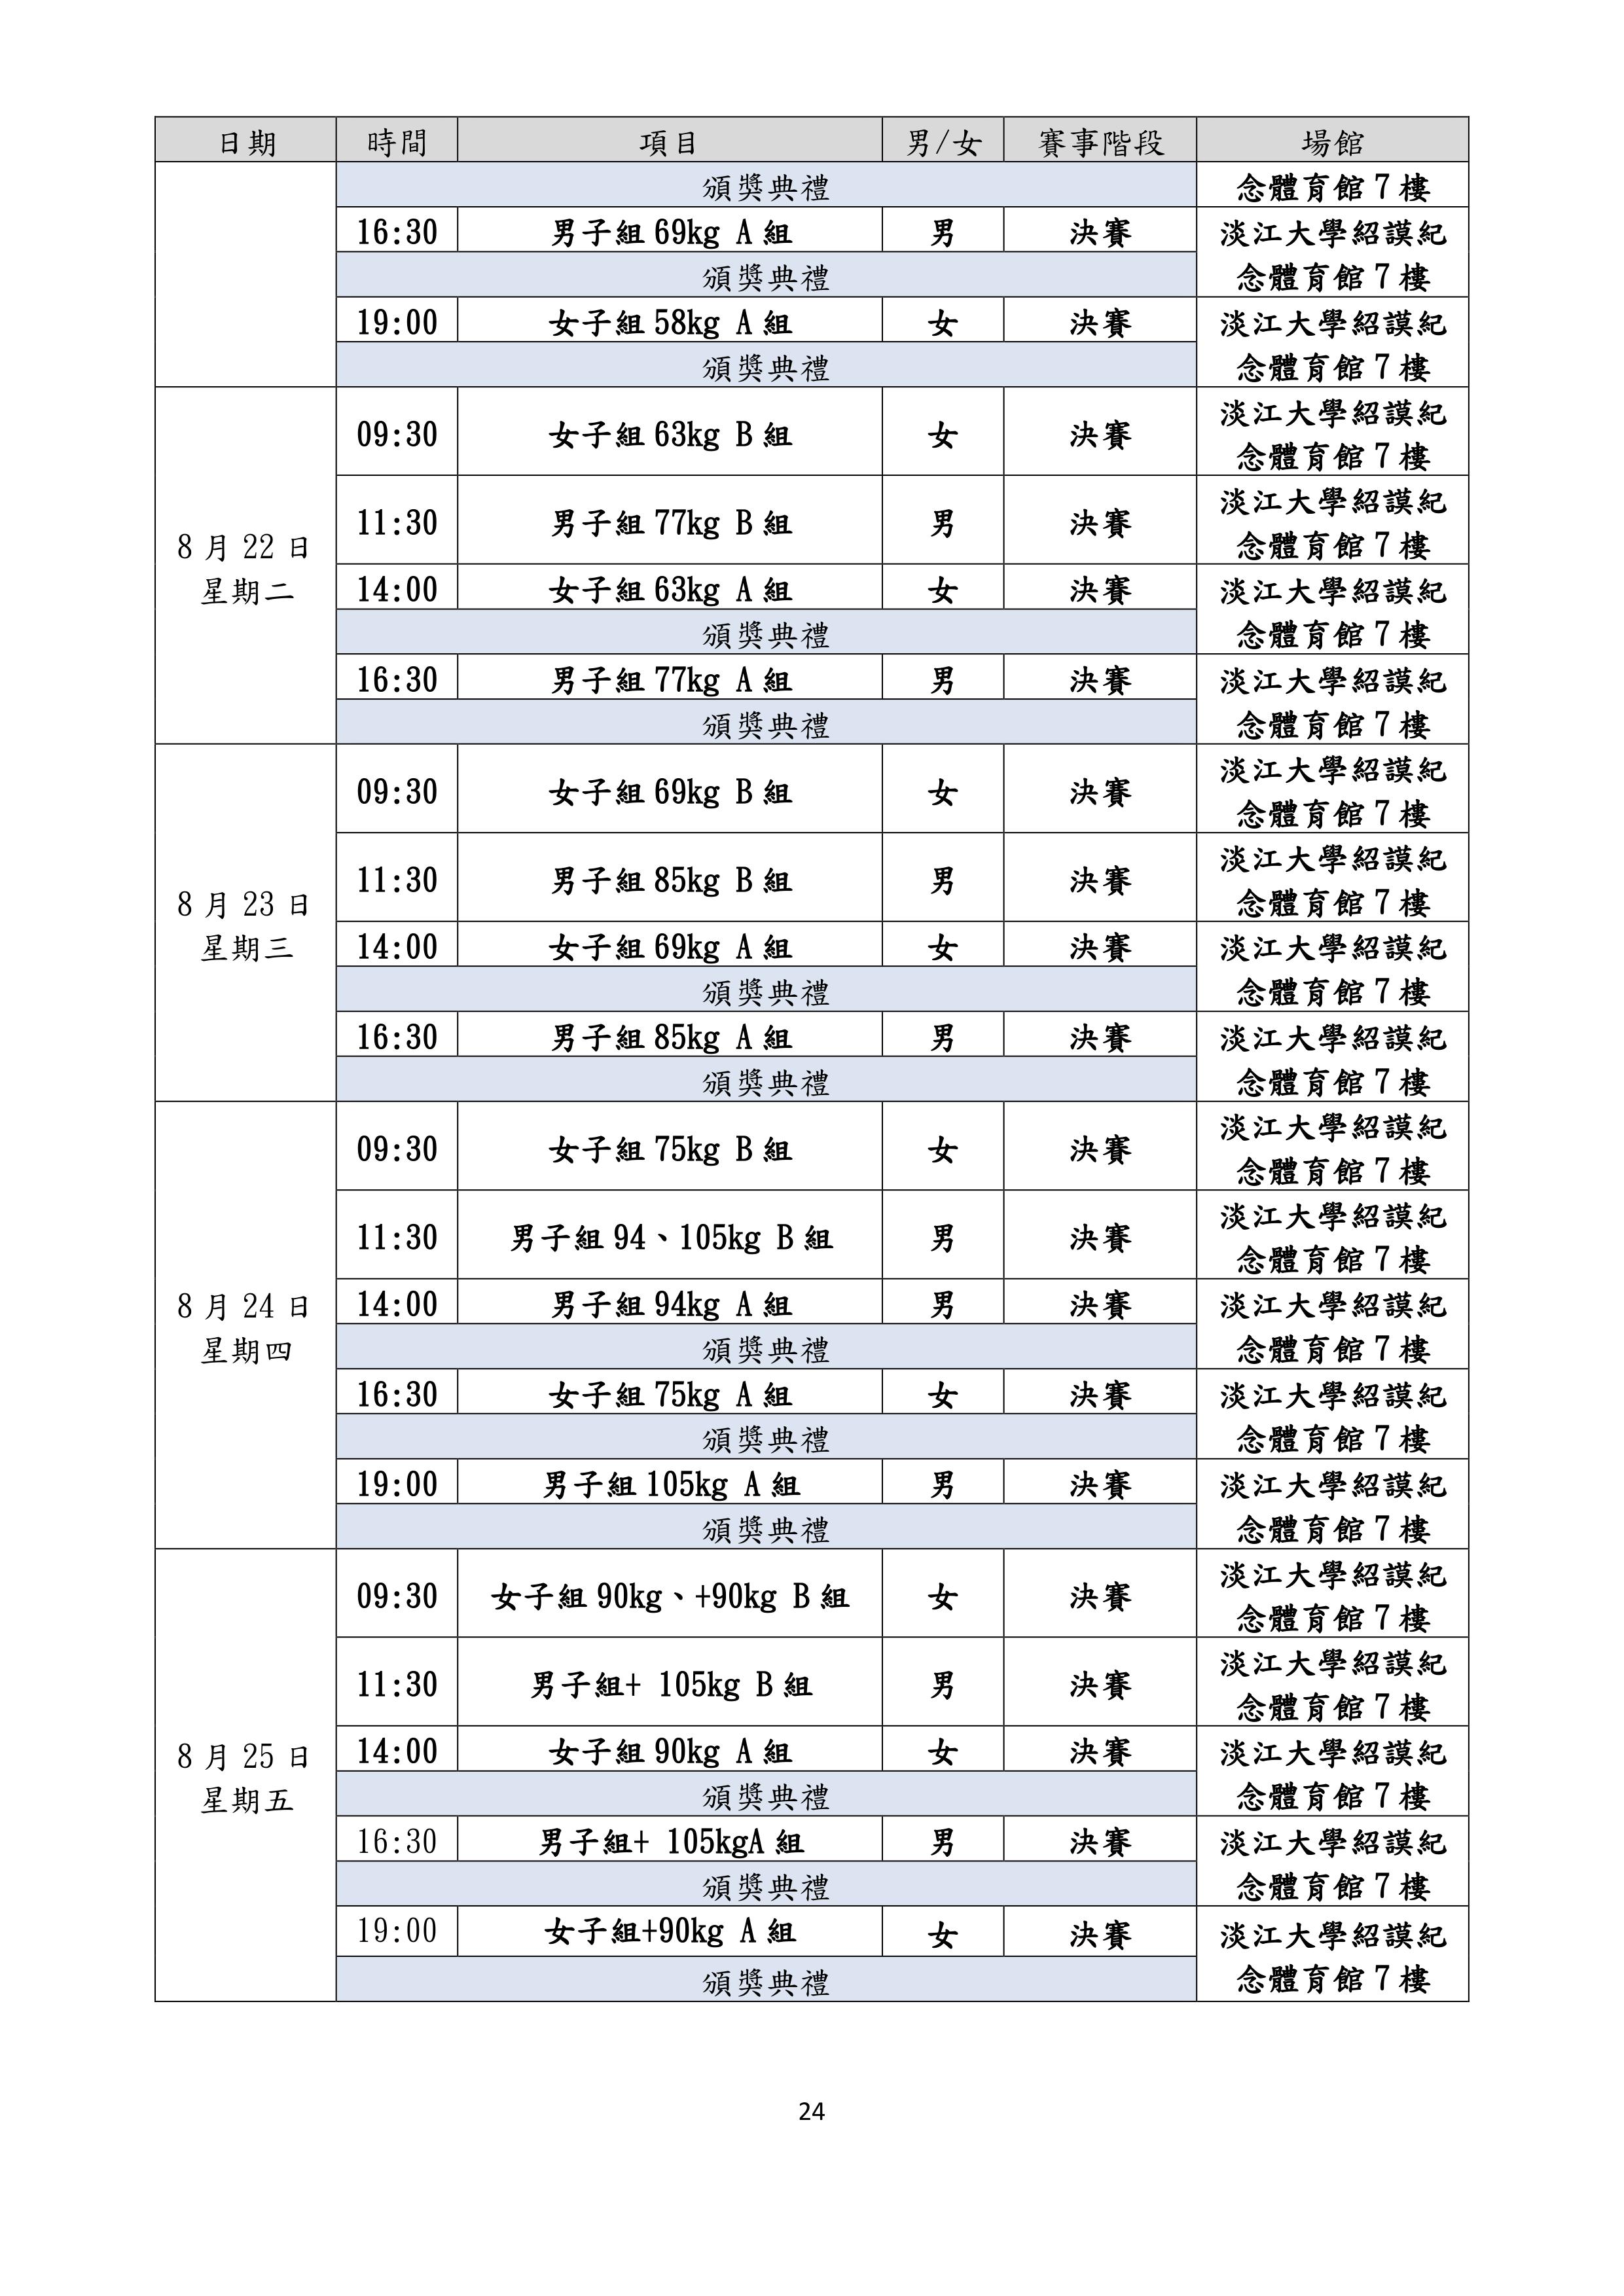 日期 時間 項目 男/女 賽事階段 場館
頒獎典禮 念體育館 7 樓
16:30 男子組 69kg A 組 男 決賽 淡江大學紹謨紀
頒獎典禮 念體育館 7 樓
19:00 女子組 58kg A 組 女 決賽 淡江大學紹謨紀
頒獎典禮 念體育館 7 樓
8 月 22 日
星期二
09:30 女子組 63kg B 組 女 決賽 淡江大學紹謨紀
念體育館 7 樓
11:30 男子組 77kg B 組 男 決賽 淡江大學紹謨紀
念體育館 7 樓
14:00 女子組 63kg A 組 女 決賽 淡江大學紹謨紀
頒獎典禮 念體育館 7 樓
16:30 男子組 77kg A 組 男 決賽 淡江大學紹謨紀
頒獎典禮 念體育館 7 樓
8 月 23 日
星期三
09:30 女子組 69kg B 組 女 決賽 淡江大學紹謨紀
念體育館 7 樓
11:30 男子組 85kg B 組 男 決賽 淡江大學紹謨紀
念體育館 7 樓
14:00 女子組 69kg A 組 女 決賽 淡江大學紹謨紀
頒獎典禮 念體育館 7 樓
16:30 男子組 85kg A 組 男 決賽 淡江大學紹謨紀
頒獎典禮 念體育館 7 樓
8 月 24 日
星期四
09:30 女子組 75kg B 組 女 決賽 淡江大學紹謨紀
念體育館 7 樓
11:30 男子組 94、105kg B 組 男 決賽 淡江大學紹謨紀
念體育館 7 樓
14:00 男子組 94kg A 組 男 決賽 淡江大學紹謨紀
頒獎典禮 念體育館 7 樓
16:30 女子組 75kg A 組 女 決賽 淡江大學紹謨紀
頒獎典禮 念體育館 7 樓
19:00 男子組 105kg A 組 男 決賽 淡江大學紹謨紀
頒獎典禮 念體育館 7 樓
8 月 25 日
星期五
09:30 女子組 90kg、+90kg B 組 女 決賽 淡江大學紹謨紀
念體育館 7 樓
11:30 男子組+ 105kg B 組 男 決賽 淡江大學紹謨紀
念體育館 7 樓
14:00 女子組 90kg A 組 女 決賽 淡江大學紹謨紀
頒獎典禮 念體育館 7 樓
16:30 男子組+ 105kgA 組 男 決賽 淡江大學紹謨紀
頒獎典禮 念體育館 7 樓
19:00 女子組+90kg A 組 女 決賽 淡江大學紹謨紀
頒獎典禮 念體育館 7 樓
24